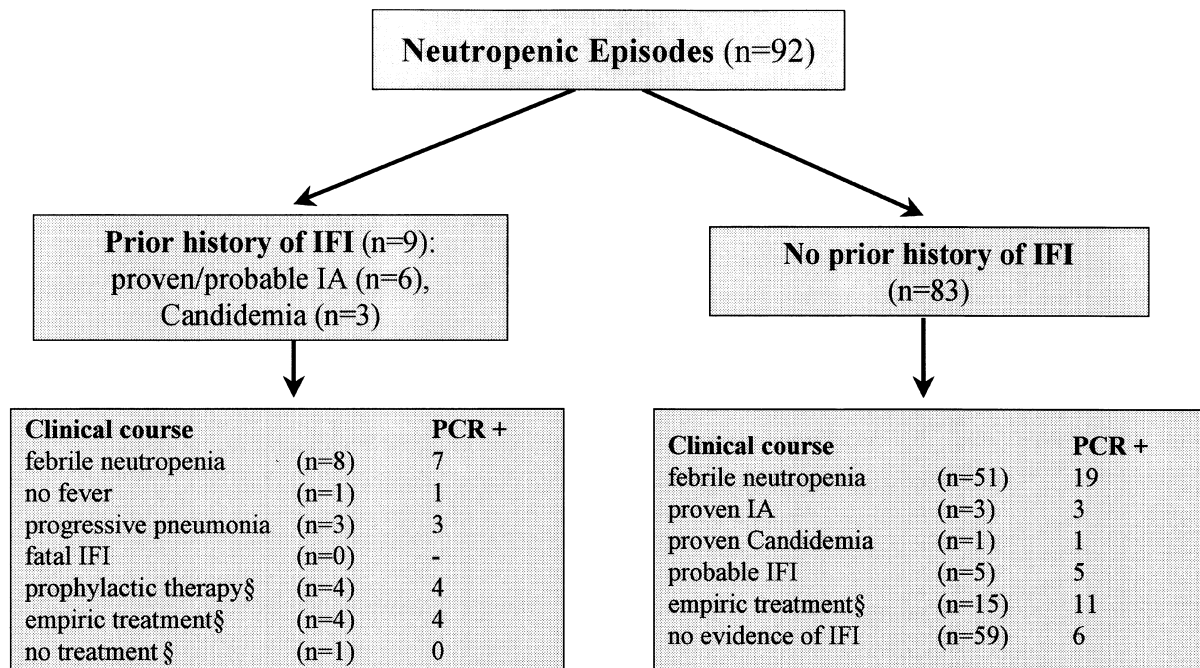 Neutropenic Episodes (n=92)
Prior history of IFI (n=9):
proven/probable IA (n=6),
Candidemia (n=3)
No prior history of IFI
(n=83)
Clinical course PCR +
febrile neutropenia (n=8) 7
no fever (n=1) 1
progressive pneumonia (n=3) 3
fatal IFI (n=0) -
prophylactic therapy§ (n=4) 4
empiric treatment§ (n=4) 4
no treatment § (n=1) 0
Clinical course PCR +
febrile neutropenia (n=51) 19
proven IA (n=3) 3
proven Candidemia (n=1) 1
probable IFI (n=5) 5
empiric treatment§ (n=15) 11
no evidence of IFI (n=59) 6